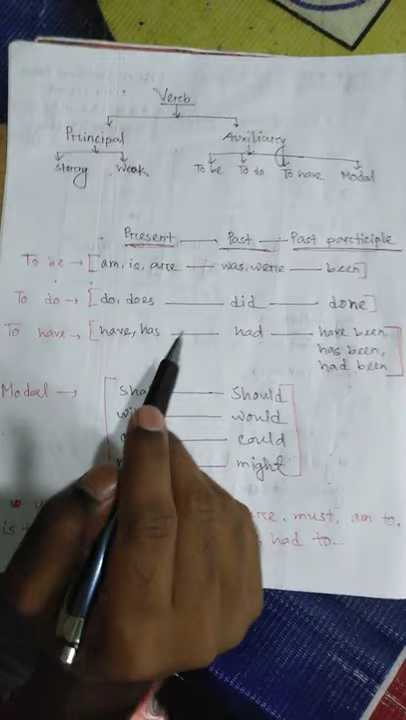 Verb
Principal Auxiliary
Strong Weak To be To do To have Modal
Present — Past — Past participle
To be → [am, is, are — was, were — been]
To do → [do, does — did — done]
To have → [have, has — had — have been
has been,
had been]
Modal → Should
would
could
might
must, am to,
had to